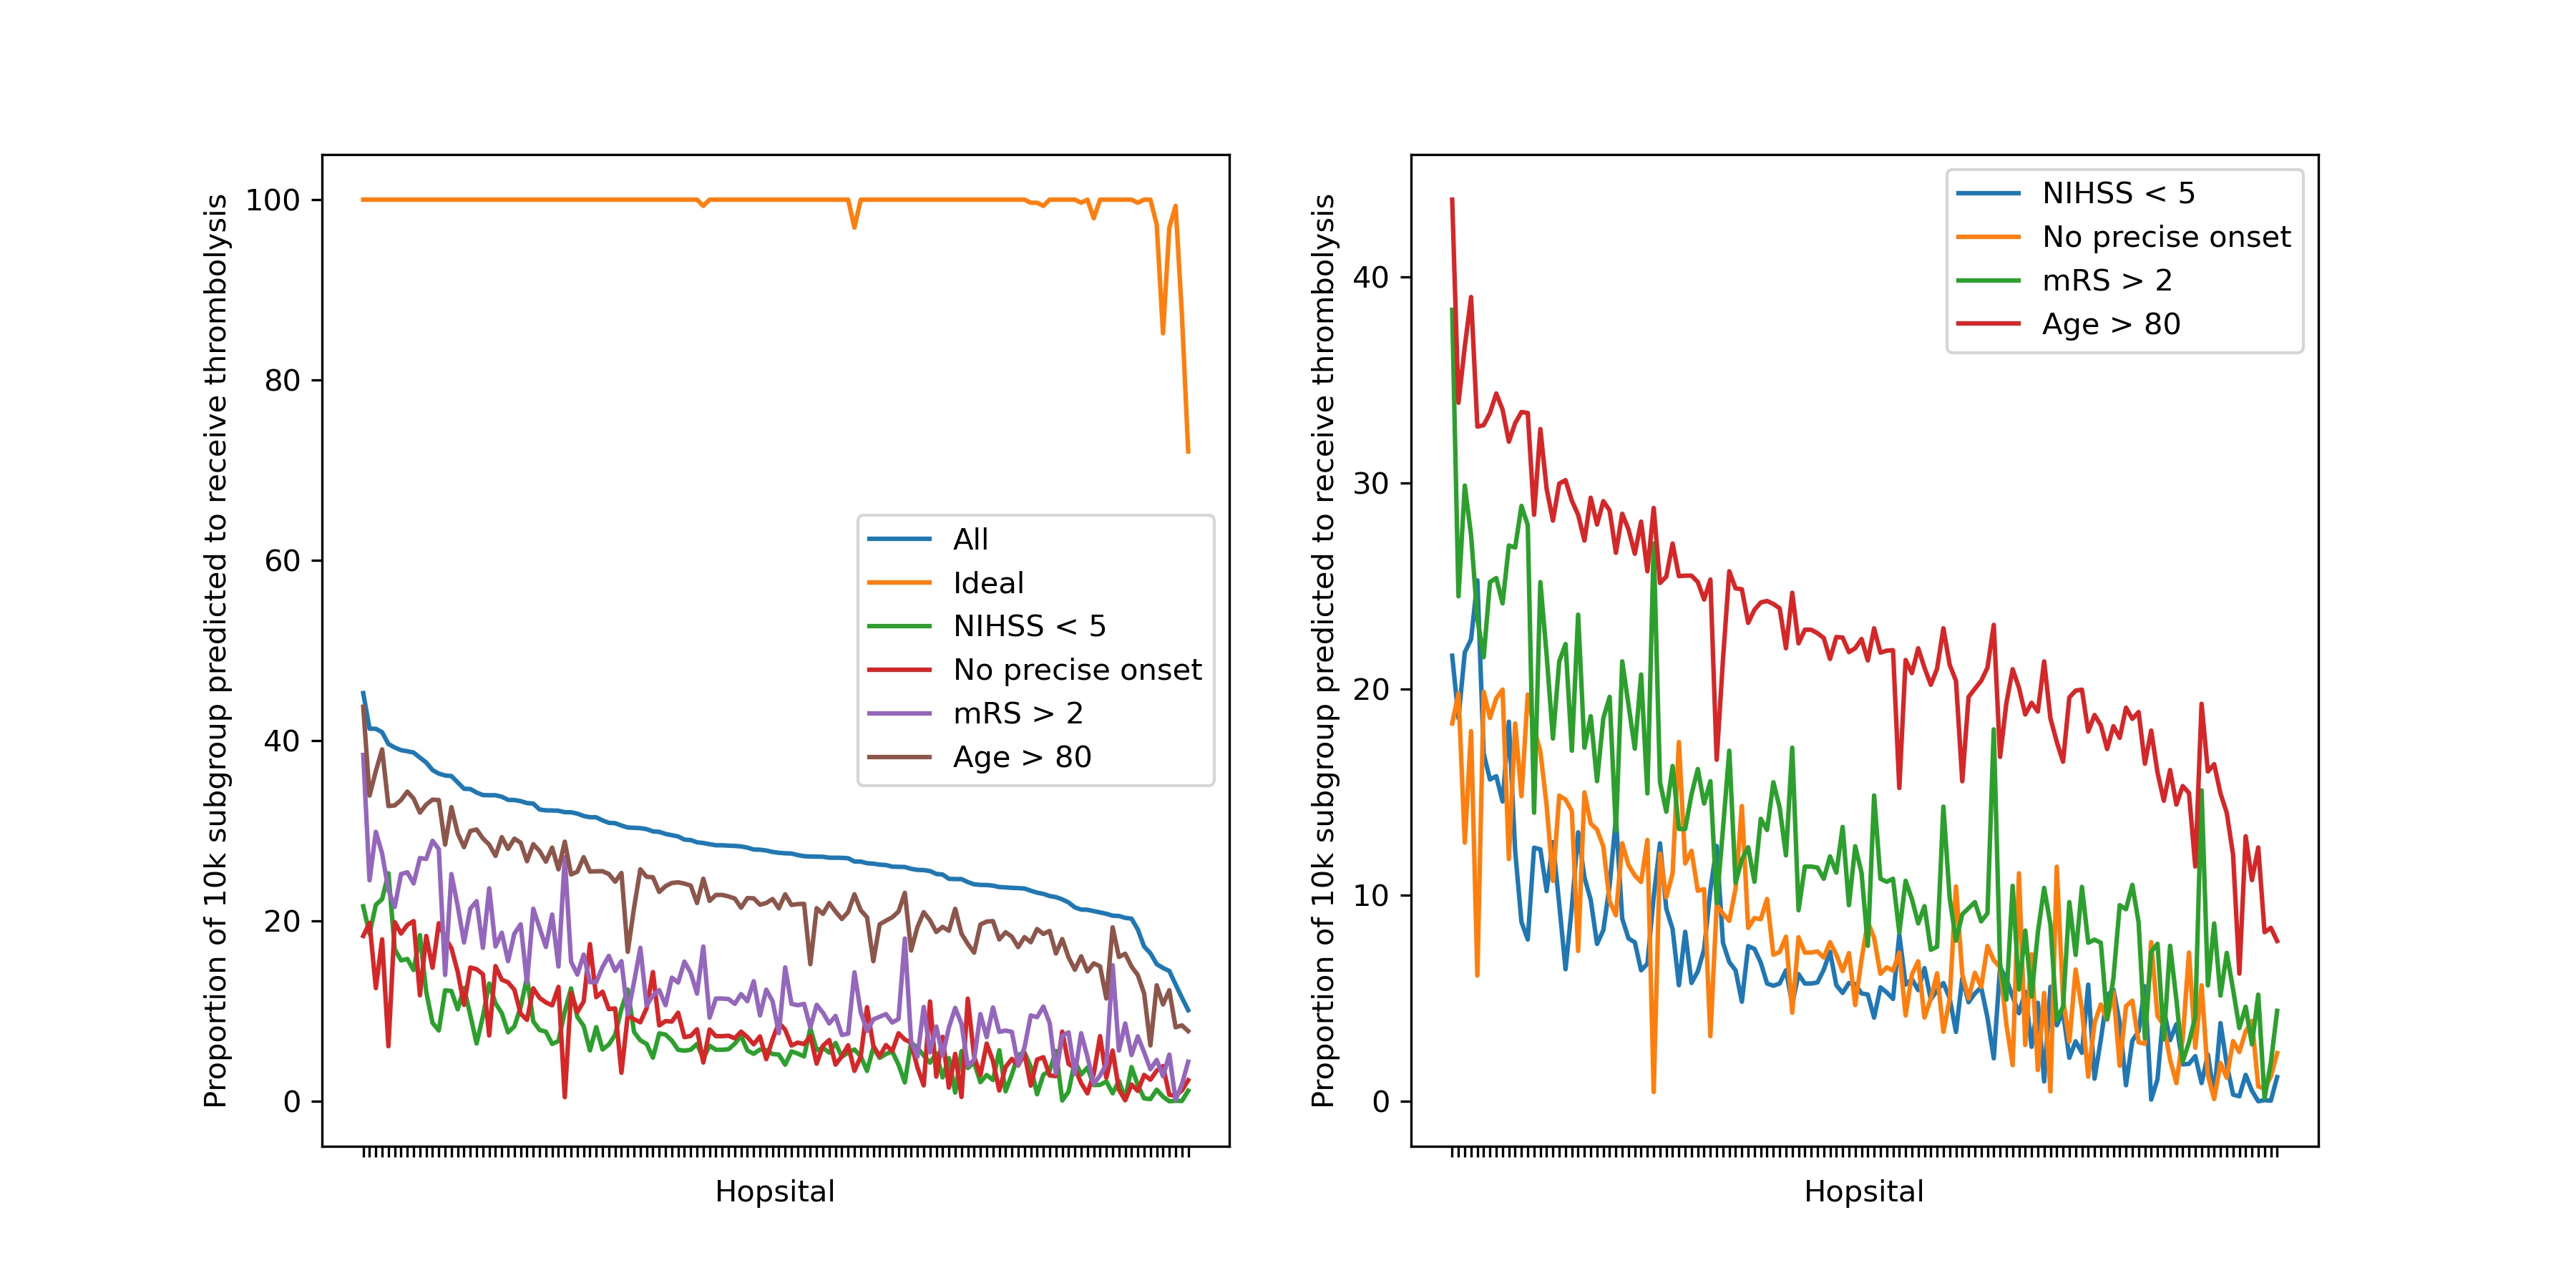 Proportion of 10k subgroup predicted to receive thrombolysis
100
80
60
40
20
0
All
Ideal
NIHSS < 5
No precise onset
mRS > 2
Age > 80
Hopsital
Proportion of 10k subgroup predicted to receive thrombolysis
40
30
20
10
0
NIHSS < 5
No precise onset
mRS > 2
Age > 80
Hopsital